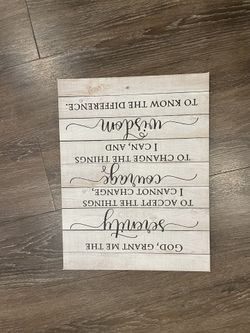 GOD, GRANT ME THE
serenity
TO ACCEPT THE THINGS
I CANNOT CHANGE,
courage
TO CHANGE THE THINGS
I CAN, AND
wisdom
TO KNOW THE DIFFERENCE.